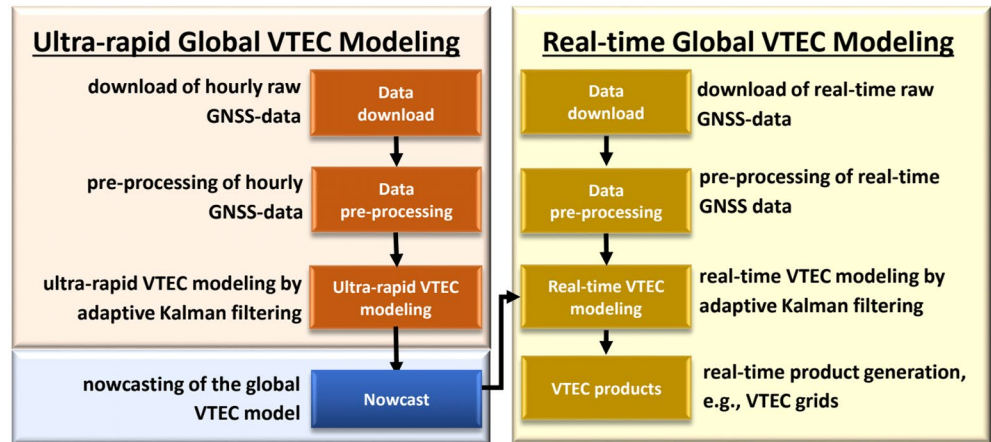 Ultra-rapid Global VTEC Modeling
download of hourly raw
GNSS-data
Data
download
pre-processing of hourly
GNSS-data
Data
pre-processing
ultra-rapid VTEC modeling by
adaptive Kalman filtering
Ultra-rapid VTEC
modeling
nowcasting of the global
VTEC model
Nowcast
Real-time Global VTEC Modeling
Data
download
download of real-time raw
GNSS-data
Data
pre-processing
pre-processing of real-time
GNSS data
Real-time VTEC
modeling
real-time VTEC modeling by
adaptive Kalman filtering
VTEC products
real-time product generation,
e.g., VTEC grids